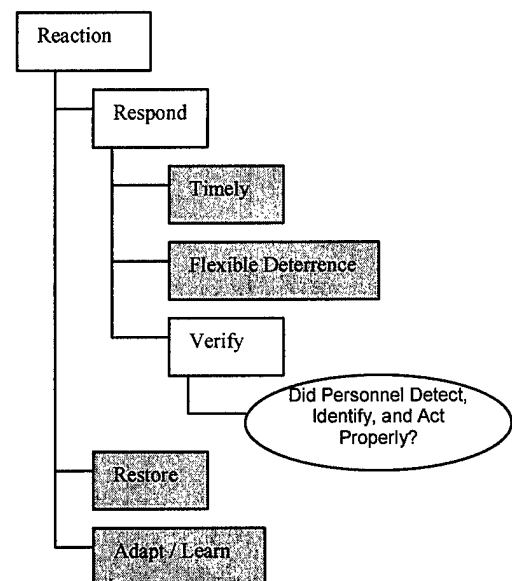 Reaction
Respond
Timely
Flexible Deterrence
Verify
Did Personnel Detect,
Identify, and Act
Properly?
Restore
Adapt / Learn